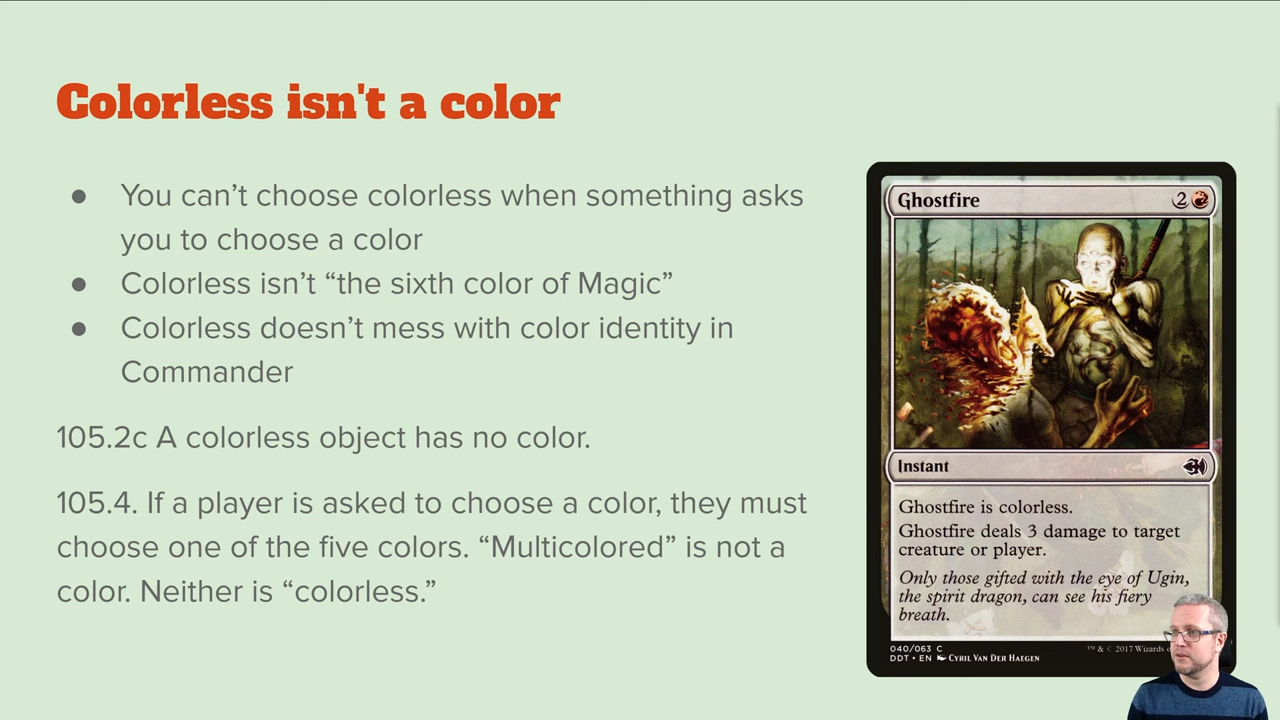 Colorless isn't a color
● You can’t choose colorless when something asks
you to choose a color
● Colorless isn’t “the sixth color of Magic”
● Colorless doesn’t mess with color identity in
Commander
105.2c A colorless object has no color.
105.4. If a player is asked to choose a color, they must
choose one of the five colors. “Multicolored” is not a
color. Neither is “colorless.”
Ghostfire 2
Instant
Ghostfire is colorless.
Ghostfire deals 3 damage to target
creature or player.
Only those gifted with the eye of Ugin,
the spirit dragon, can see his fiery
breath.
040/063 C
DDT • EN Cyril Van Der Haegen
™ & © 2017 Wizards